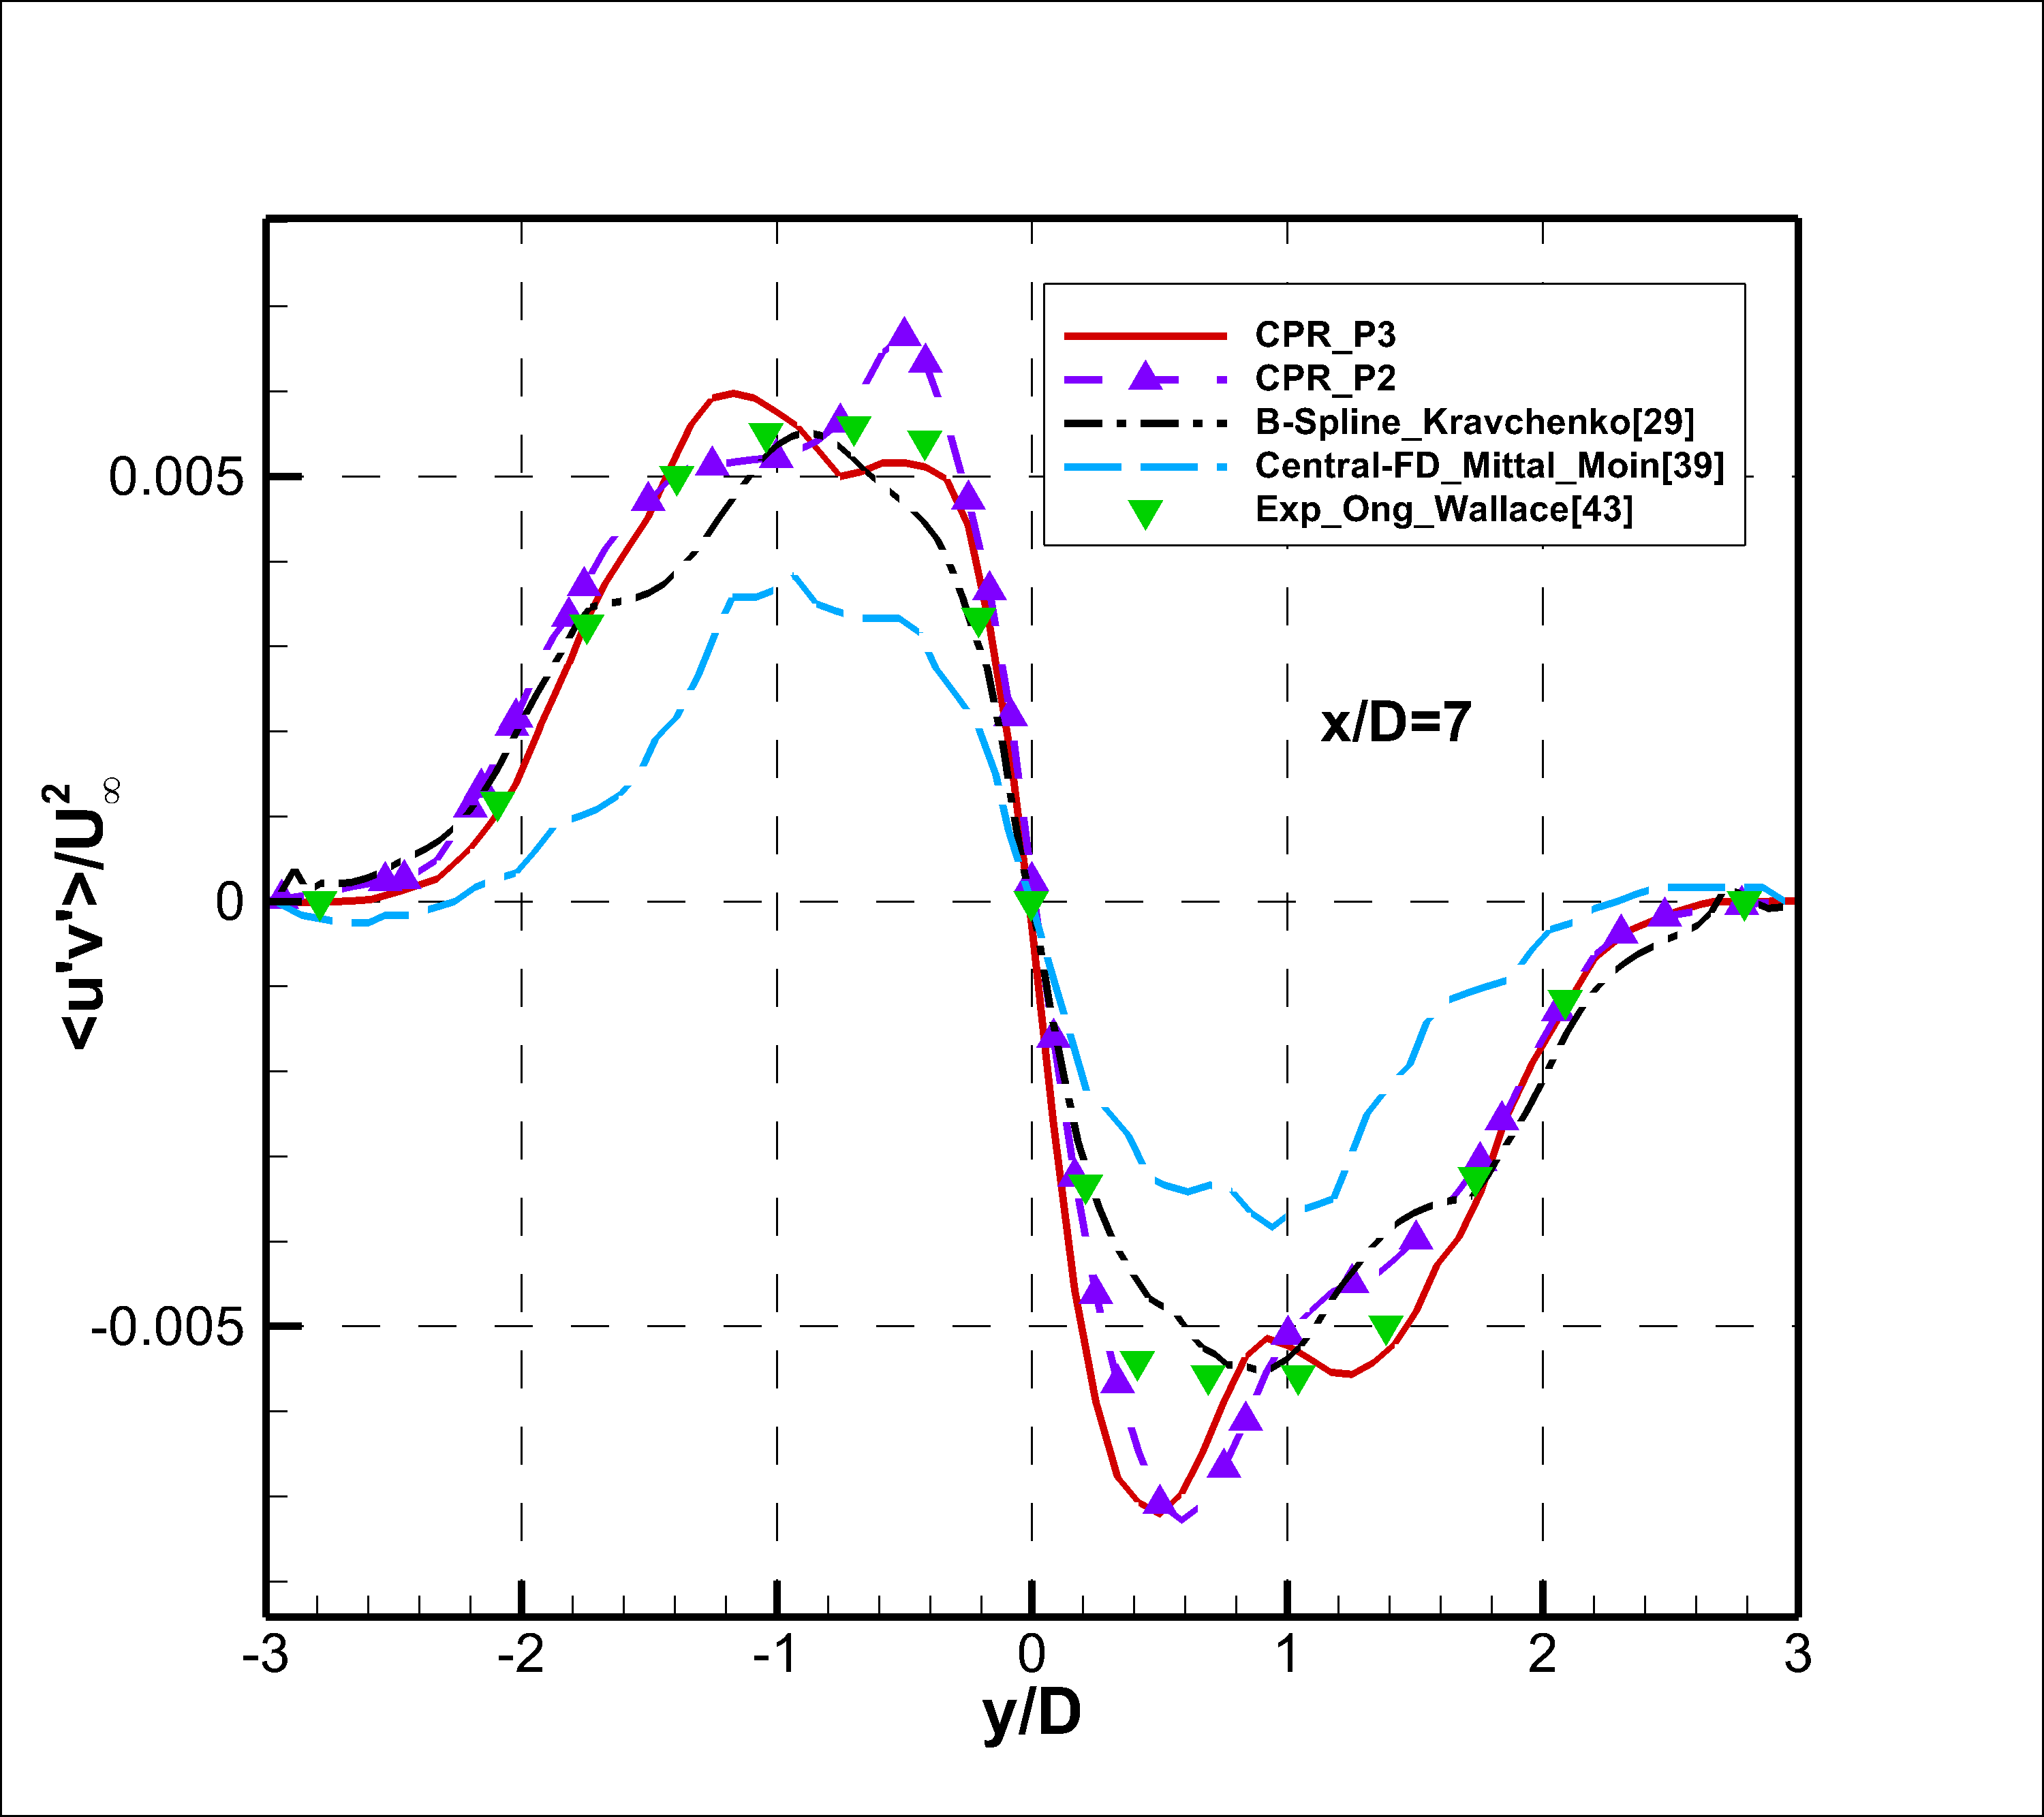 CPR_P3
CPR_P2
B-Spline_Kravchenko[29]
Central-FD_Mittal_Moin[39]
Exp_Ong_Wallace[43]
x/D=7
<u'v'>/U²∞
0.005
0
-0.005
-3 -2 -1 0 1 2 3
y/D